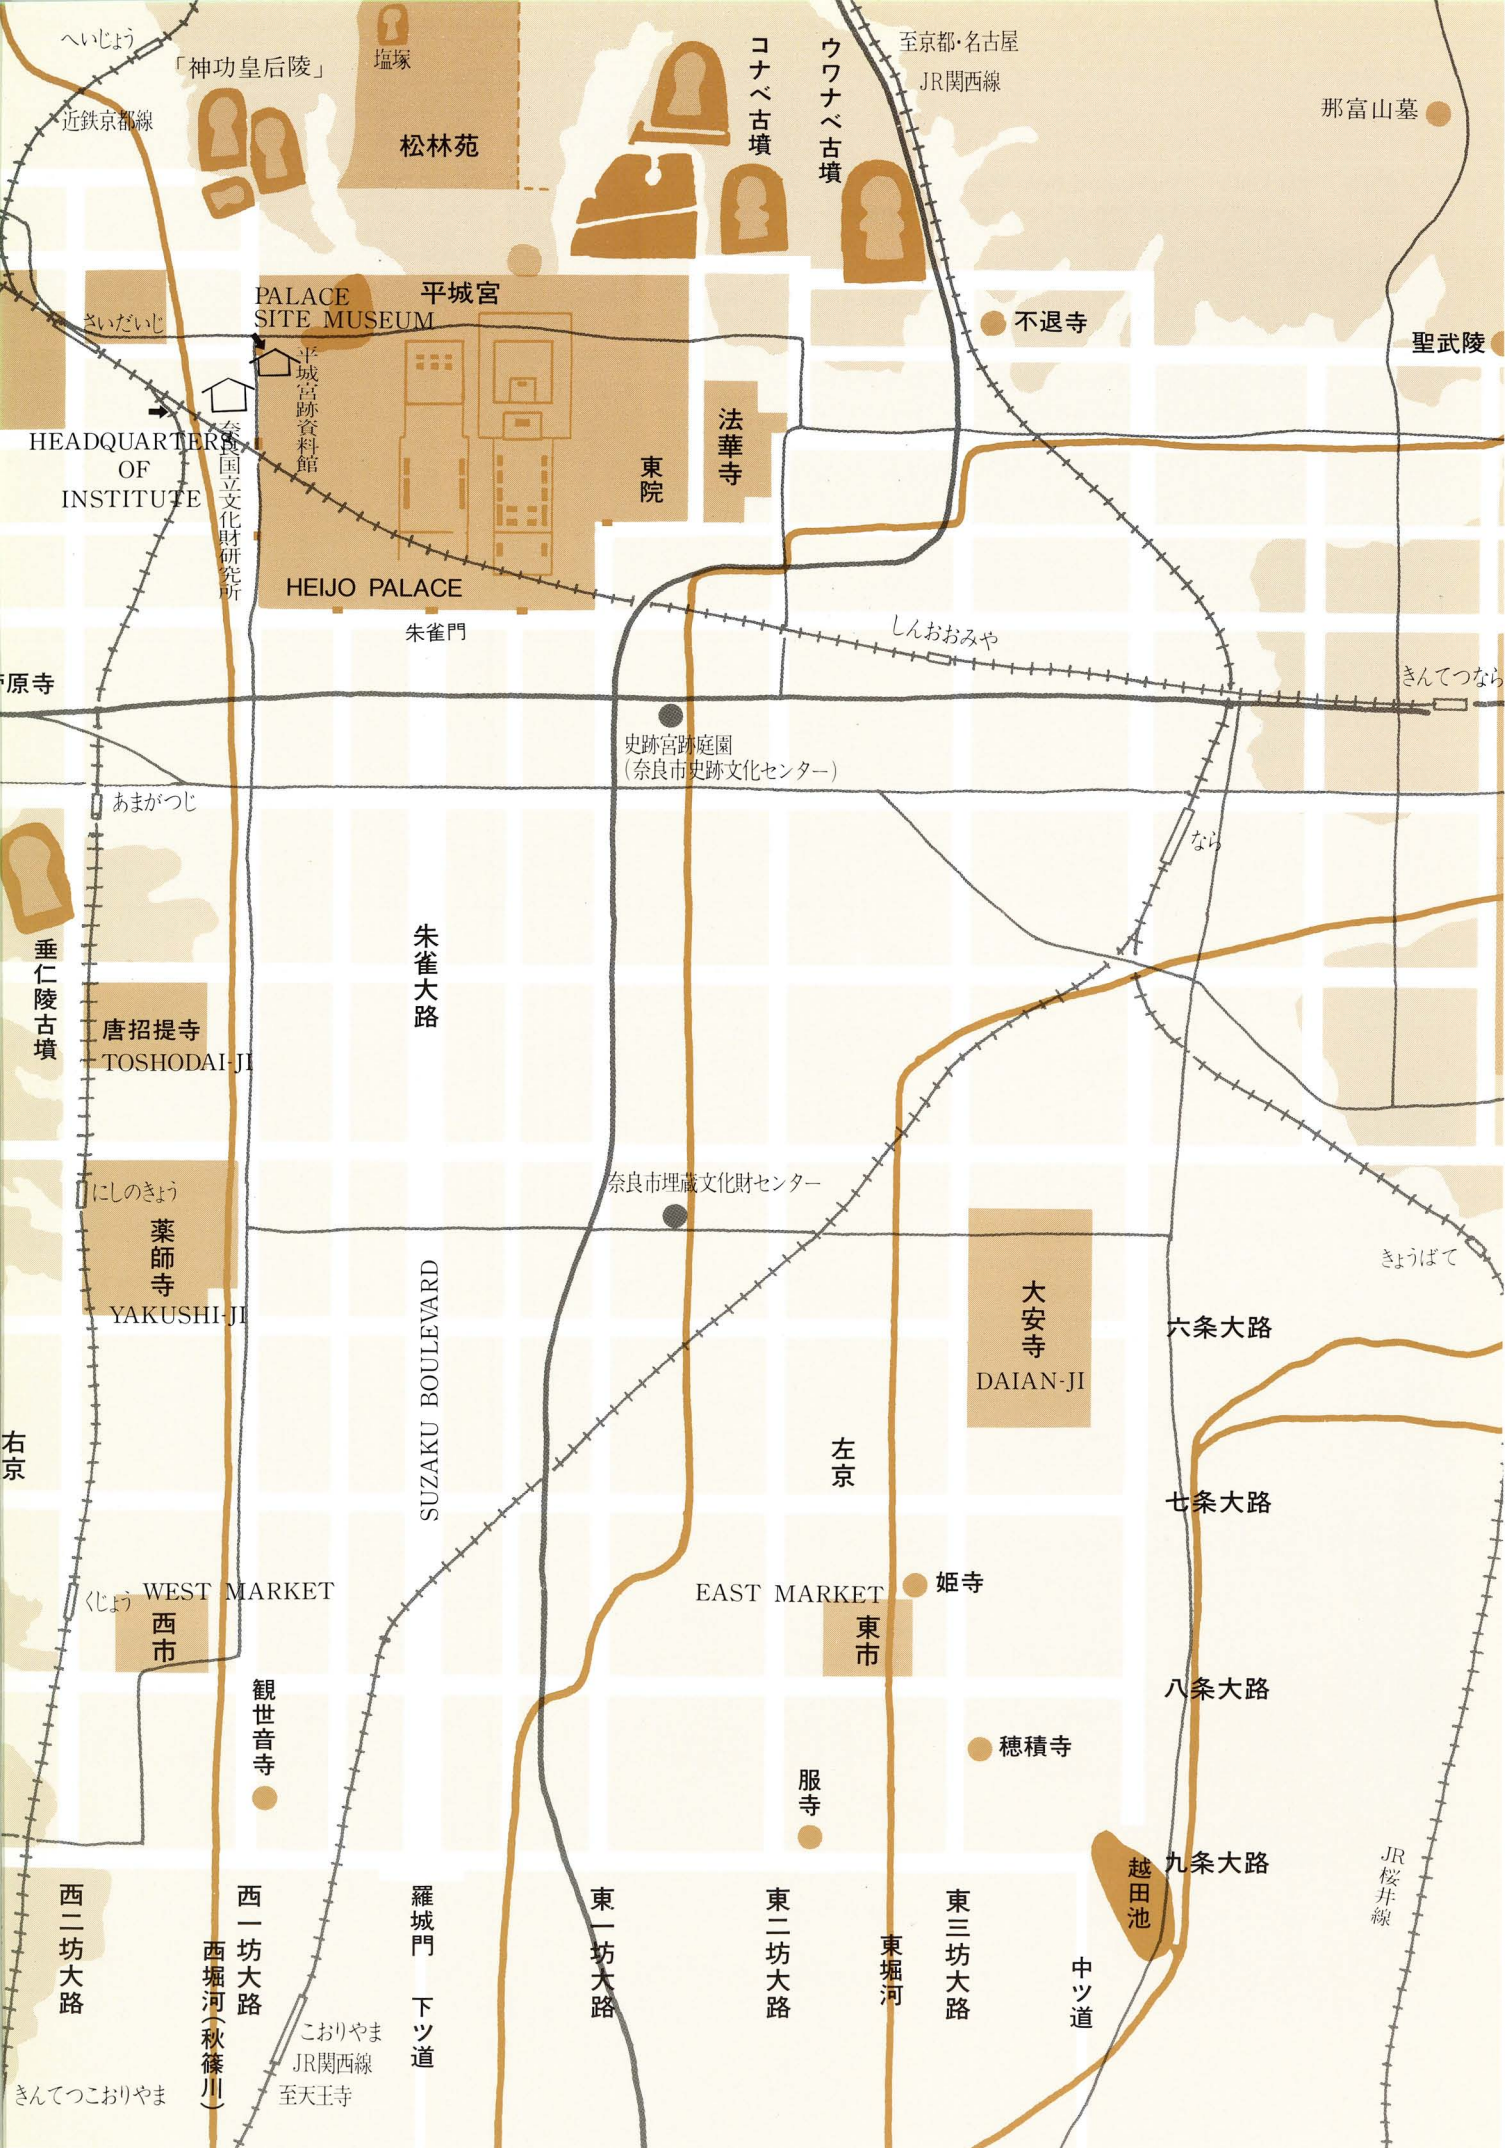 へいじょう
「神功皇后陵」
塩塚
近鉄京都線
松林苑
コナベ古墳
ウワナベ古墳
至京都・名古屋
JR関西線
那富山墓
PALACE
SITE MUSEUM
平城宮
さいだいじ
不退寺
聖武陵
平城宮跡資料館
HEADQUARTERS
OF
INSTITUTE
奈良国立文化財研究所
法華寺
東院
HEIJO PALACE
朱雀門
しんおおみや
原寺
きんてつなら
史跡宮跡庭園
(奈良市史跡文化センター)
あまがつじ
なら
垂仁陵古墳
朱雀大路
唐招提寺
TOSHODAI-JI
にしのきょう
奈良市埋蔵文化財センター
薬師寺
YAKUSHI-JI
きょうばて
SUZAKU BOULEVARD
大安寺
DAIAN-JI
六条大路
右京
左京
七条大路
くじょう
WEST MARKET
西市
EAST MARKET
東市
姫寺
観世音寺
八条大路
穂積寺
服寺
越田池
九条大路
JR桜井線
西二坊大路
西一坊大路
西堀河(秋篠川)
羅城門
下ツ道
東一坊大路
東二坊大路
東堀河
東三坊大路
中ツ道
こおりやま
JR関西線
至天王寺
きんてつこおりやま